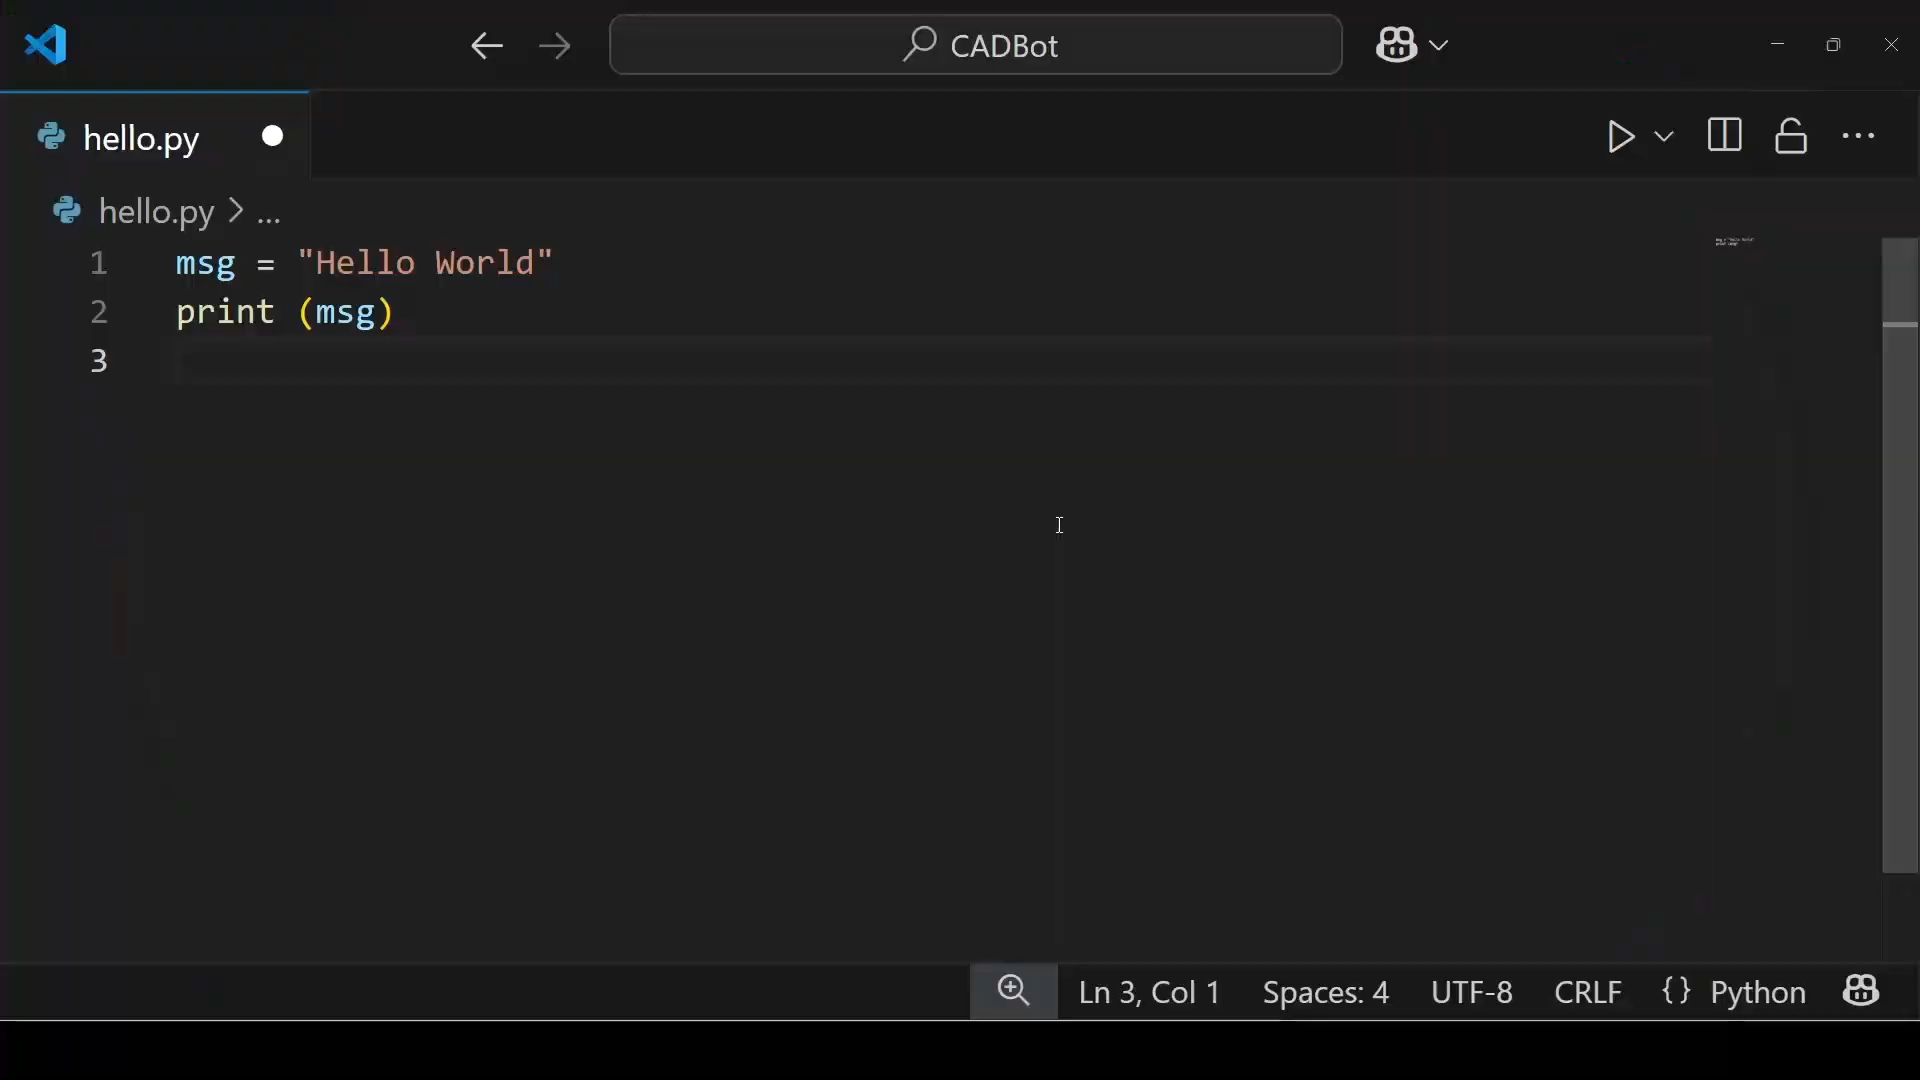 CADBot
hello.py
hello.py > ...
1 msg = "Hello World"
2 print (msg)
3
Ln 3, Col 1 Spaces: 4 UTF-8 CRLF {} Python